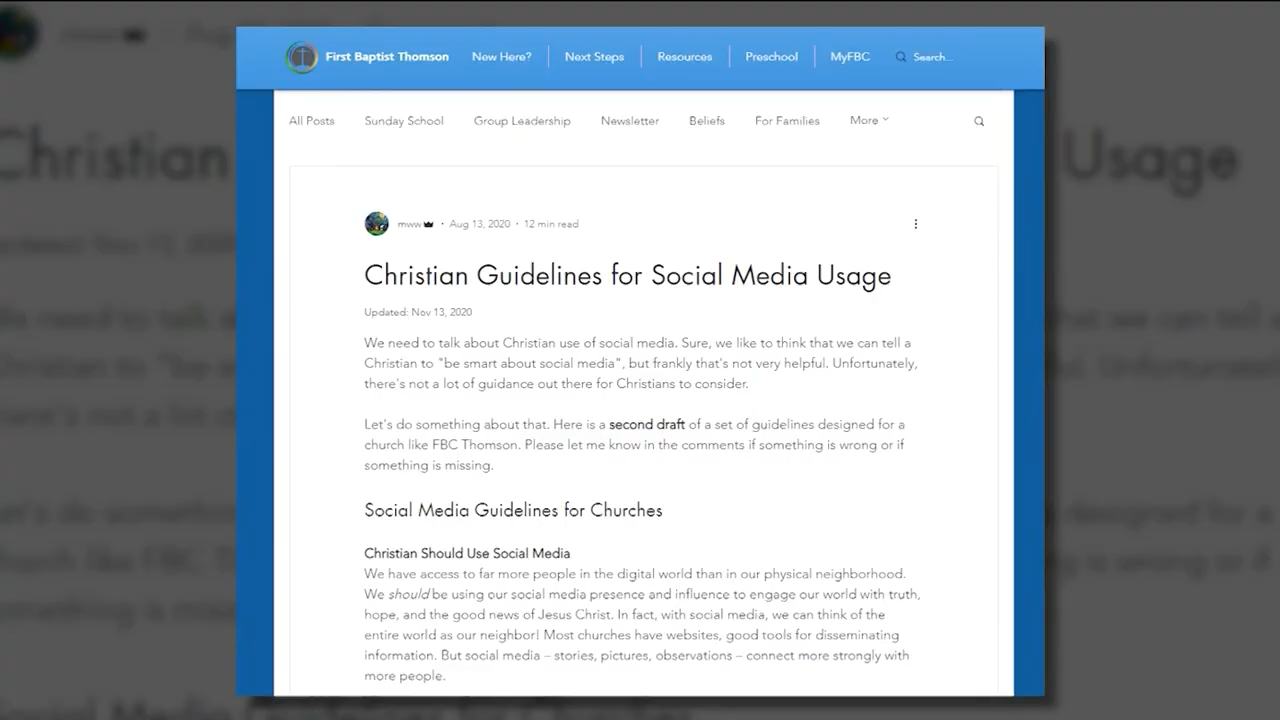 First Baptist Thomson New Here? Next Steps Resources Preschool MyFBC Search...
All Posts Sunday School Group Leadership Newsletter Beliefs For Families More
mww · Aug 13, 2020 · 12 min read
Christian Guidelines for Social Media Usage
Updated: Nov 13, 2020
We need to talk about Christian use of social media. Sure, we like to think that we can tell a
Christian to "be smart about social media", but frankly that's not very helpful. Unfortunately,
there's not a lot of guidance out there for Christians to consider.
Let's do something about that. Here is a second draft of a set of guidelines designed for a
church like FBC Thomson. Please let me know in the comments if something is wrong or if
something is missing.
Social Media Guidelines for Churches
Christian Should Use Social Media
We have access to far more people in the digital world than in our physical neighborhood.
We should be using our social media presence and influence to engage our world with truth,
hope, and the good news of Jesus Christ. In fact, with social media, we can think of the
entire world as our neighbor! Most churches have websites, good tools for disseminating
information. But social media – stories, pictures, observations – connect more strongly with
more people.